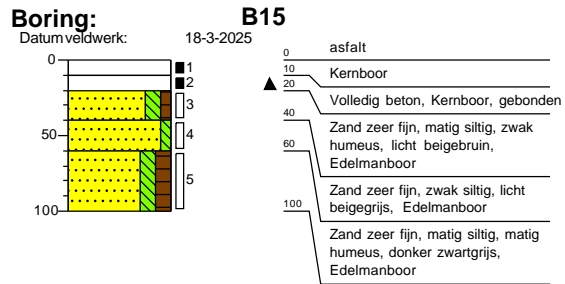 Boring: B15
Datum veldwerk: 18-3-2025
0
50
100
1
2
3
4
5
0 asfalt
10 Kernboor
20 Volledig beton, Kernboor, gebonden
40 Zand zeer fijn, matig siltig, zwak
humeus, licht beigebruin,
Edelmanboor
60 Zand zeer fijn, zwak siltig, licht
beigegrijs, Edelmanboor
100 Zand zeer fijn, matig siltig, matig
humeus, donker zwartgrijs,
Edelmanboor